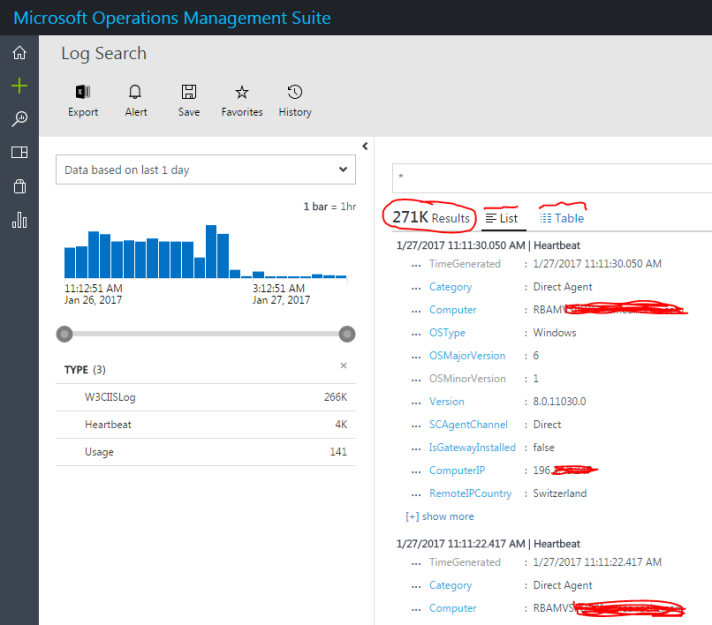 Microsoft Operations Management Suite
Log Search
Export Alert Save Favorites History
Data based on last 1 day
1 bar = 1hr
11:12:51 AM 3:12:51 AM
Jan 26, 2017 Jan 27, 2017
TYPE (3)
W3CIISLog 266K
Heartbeat 4K
Usage 141
*
271K Results List Table
1/27/2017 11:11:30.050 AM | Heartbeat
... TimeGenerated : 1/27/2017 11:11:30.050 AM
... Category : Direct Agent
... Computer : RBAMV
... OSType : Windows
... OSMajorVersion : 6
... OSMinorVersion : 1
... Version : 8.0.11030.0
... SCAgentChannel : Direct
... IsGatewayInstalled : false
... ComputerIP : 196.
... RemoteIPCountry : Switzerland
[+] show more
1/27/2017 11:11:22.417 AM | Heartbeat
... TimeGenerated : 1/27/2017 11:11:22.417 AM
... Category : Direct Agent
... Computer : RBAMVS